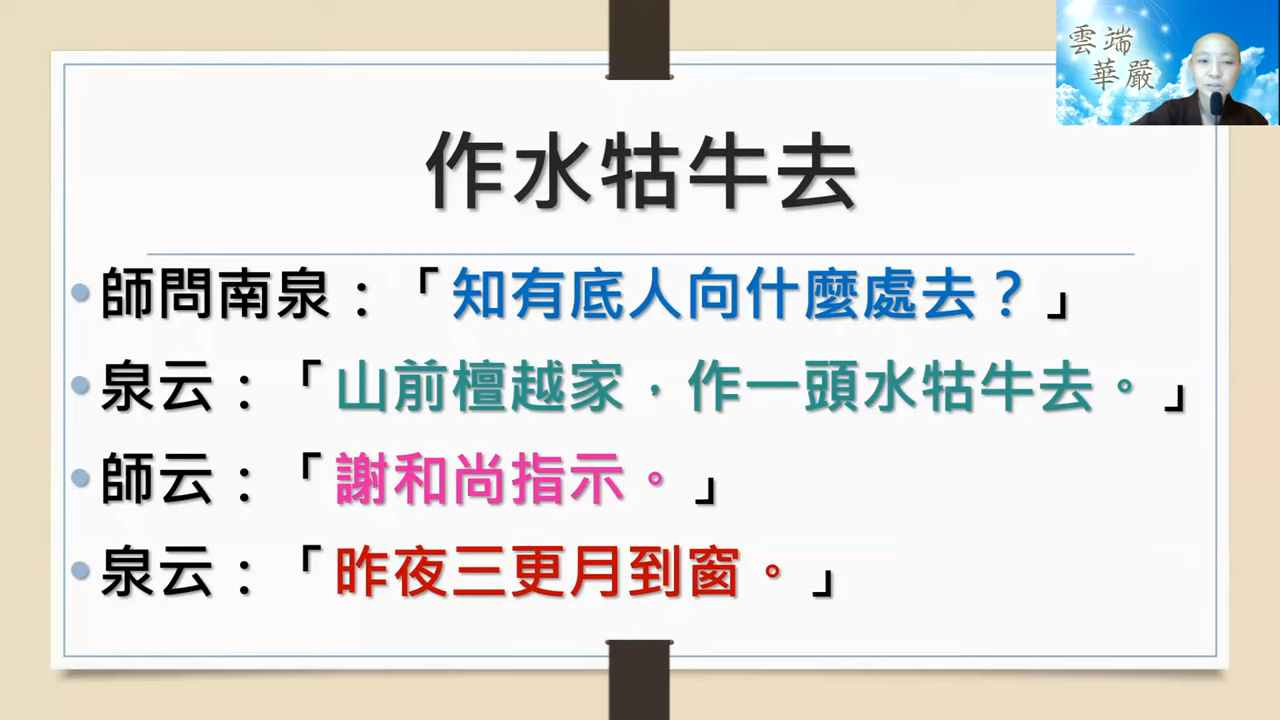 雲端
華嚴
作水牯牛去
• 師問南泉：「知有底人向什麼處去？」
• 泉云：「山前檀越家，作一頭水牯牛去。」
• 師云：「謝和尚指示。」
• 泉云：「昨夜三更月到窗。」